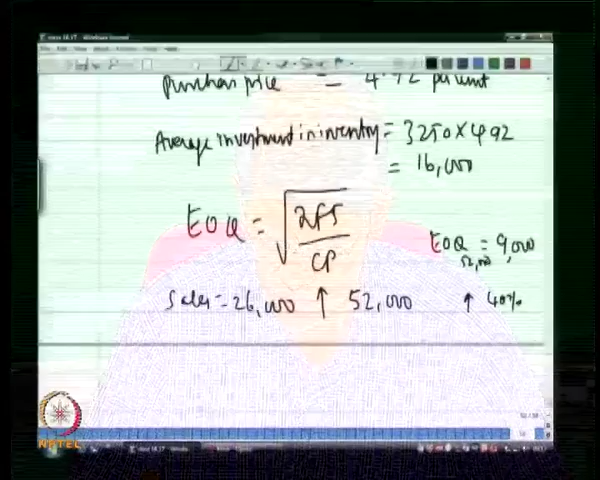 Purchase price = 4.92 per unit
Average investment in inventory = 3250 × 4.92
= 16,000
EOQ = √2FS / CP
EOQ 52,000 = 9,000
Sales = 26,000 ↑ 52,000 ↑ 40%
NPTEL